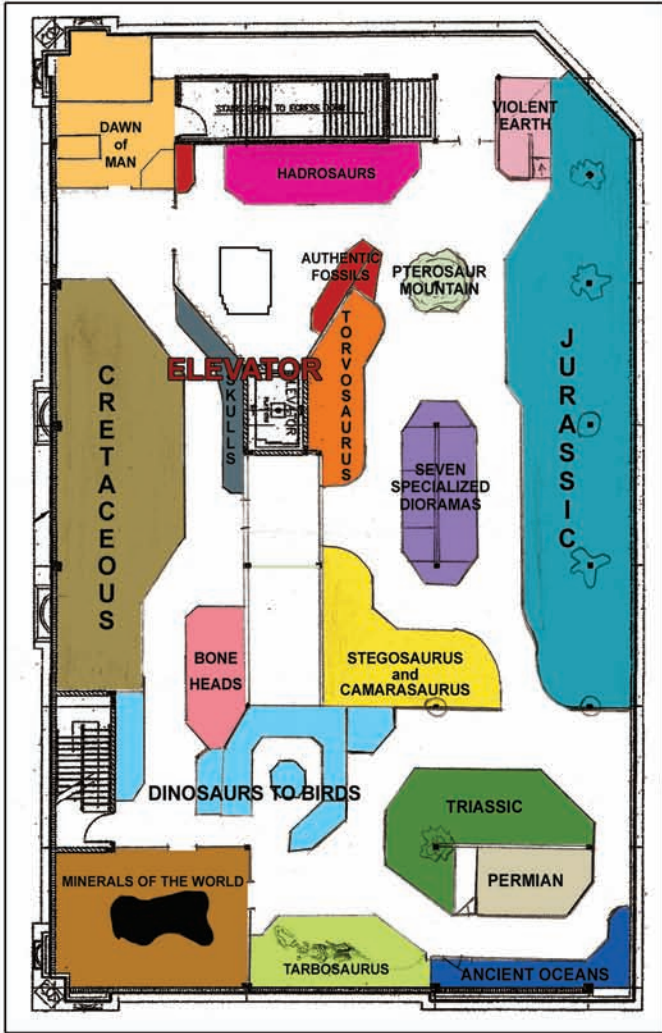 STAIRS DOWN TO EGRESS DOOR
VIOLENT
EARTH
DAWN
of
MAN
HADROSAURS
AUTHENTIC
FOSSILS
PTEROSAUR
MOUNTAIN
TORVOSAURUS
JURASSIC
ELEVATOR
SKULLS
ELEVATOR
CRETACEOUS
SEVEN
SPECIALIZED
DIORAMAS
BONE
HEADS
STEGOSAURUS
and
CAMARASAURUS
DINOSAURS TO BIRDS
TRIASSIC
PERMIAN
MINERALS OF THE WORLD
TARBOSAURUS
ANCIENT OCEANS